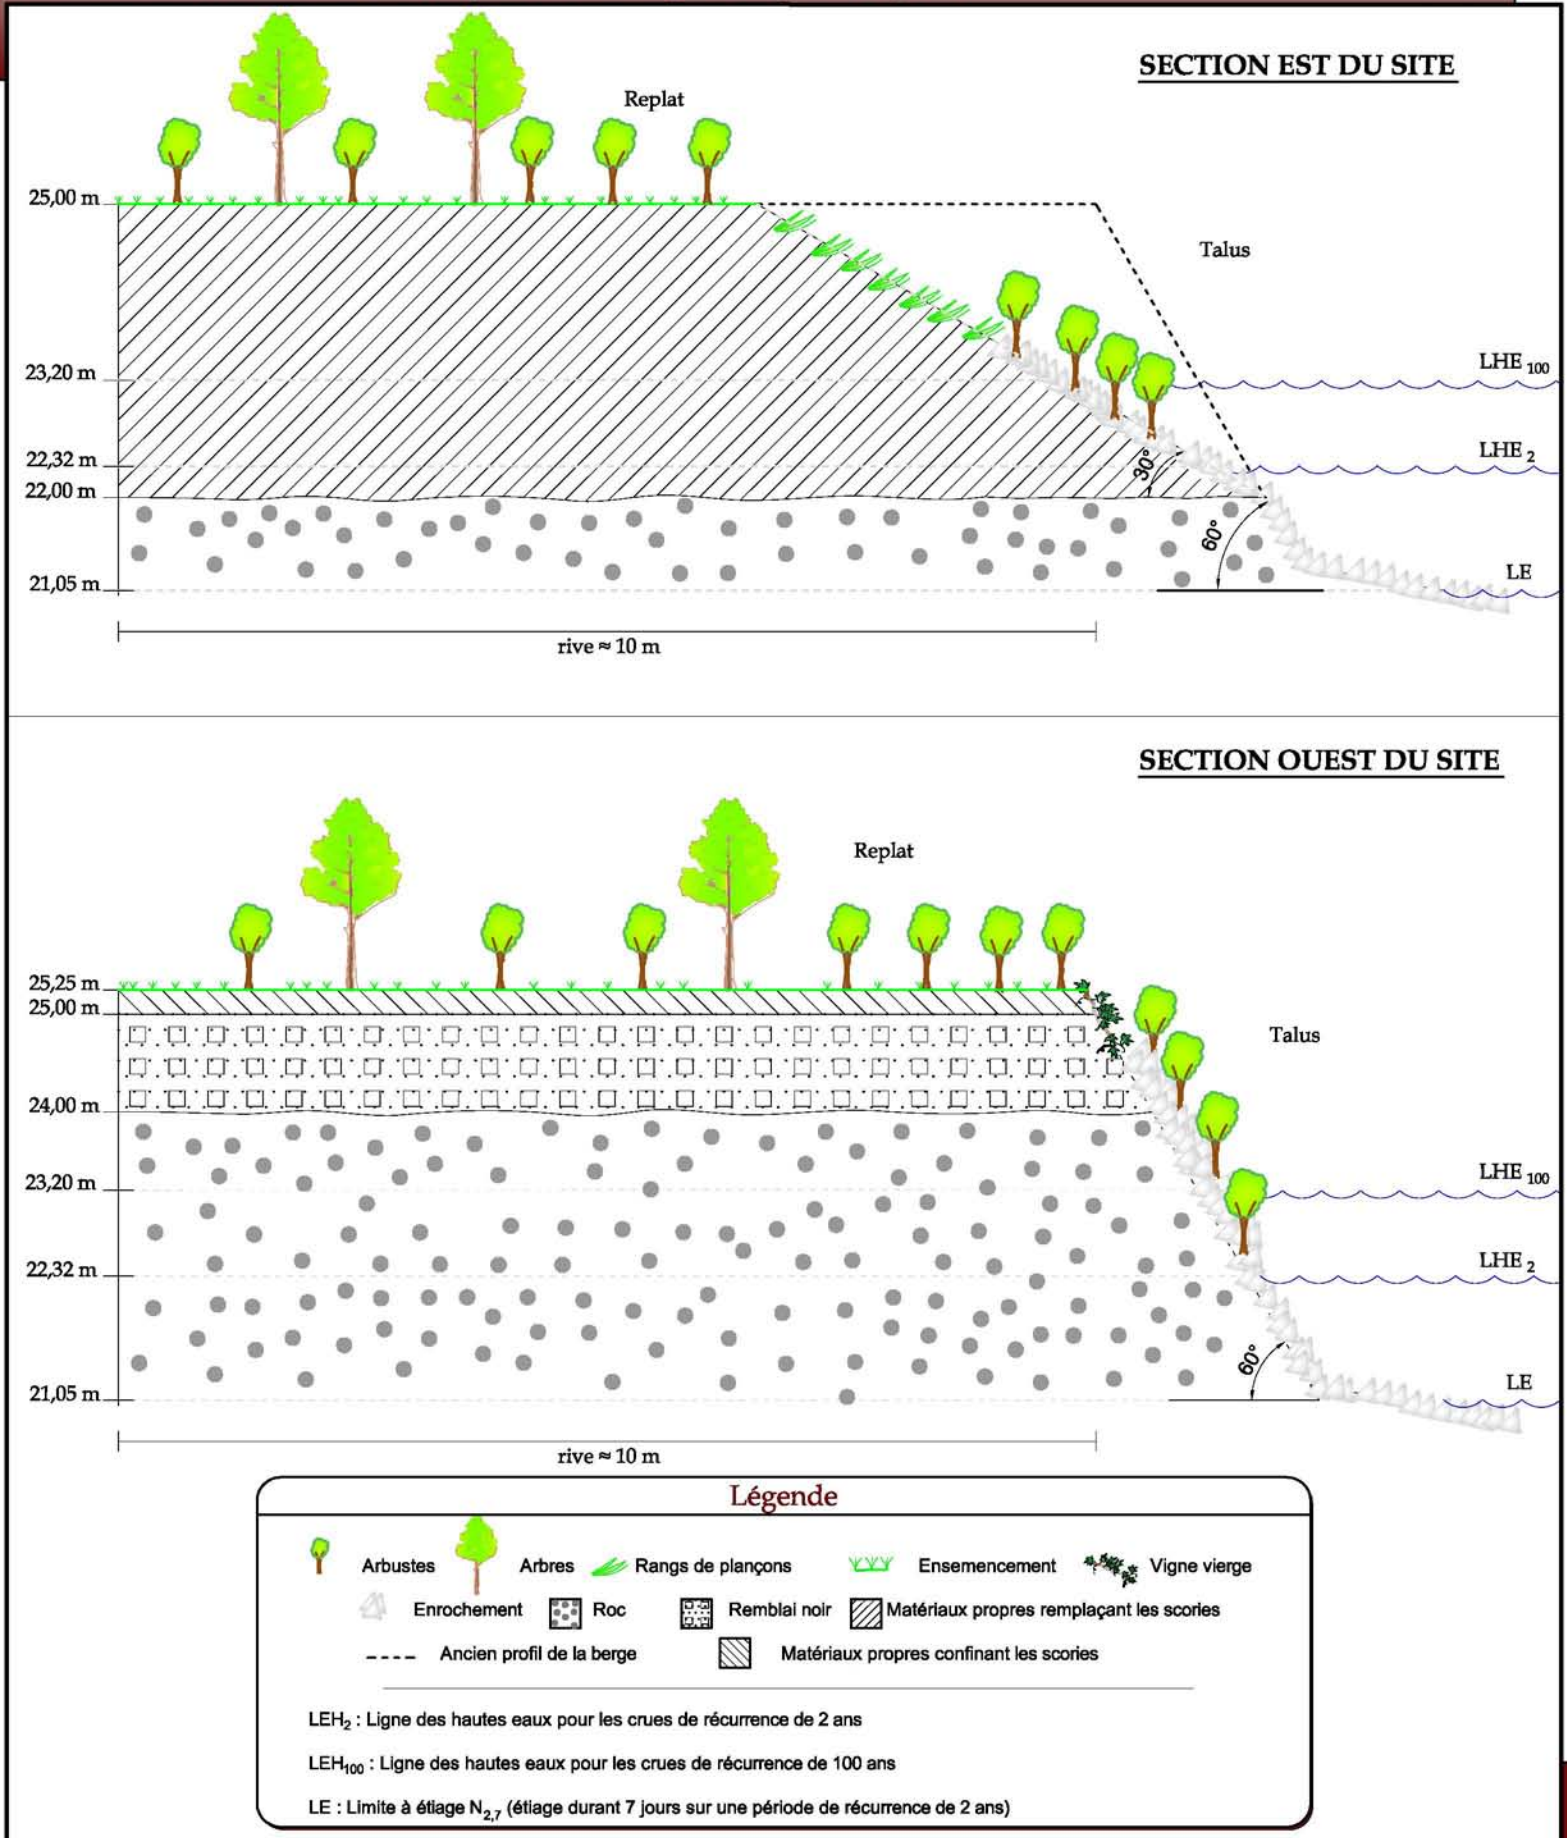 SECTION EST DU SITE
Replat
25,00 m
Talus
23,20 m
LHE 100
22,32 m
LHE 2
22,00 m
30°
60°
21,05 m
LE
rive ≈ 10 m
SECTION OUEST DU SITE
Replat
25,25 m
25,00 m
Talus
24,00 m
23,20 m
LHE 100
22,32 m
LHE 2
60°
21,05 m
LE
rive ≈ 10 m
Légende
Arbustes Arbres Rangs de plançons Ensemencement Vigne vierge
Enrochement Roc Remblai noir Matériaux propres remplaçant les scories
Ancien profil de la berge Matériaux propres confinant les scories
LEH2 : Ligne des hautes eaux pour les crues de récurrence de 2 ans
LEH100 : Ligne des hautes eaux pour les crues de récurrence de 100 ans
LE : Limite à étiage N2,7 (étiage durant 7 jours sur une période de récurrence de 2 ans)